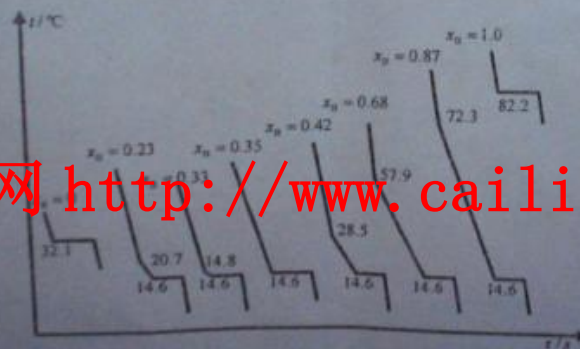 t/°C
x_B = 1.0
x_B = 0.87
x_B = 0.68
x_B = 0.42
x_B = 0.35
x_B = 0.23
82.2
72.3
57.9
网 http://www.caili
28.5
32.1
20.7
14.8
14.6
14.6
14.6
14.6
14.6
14.6